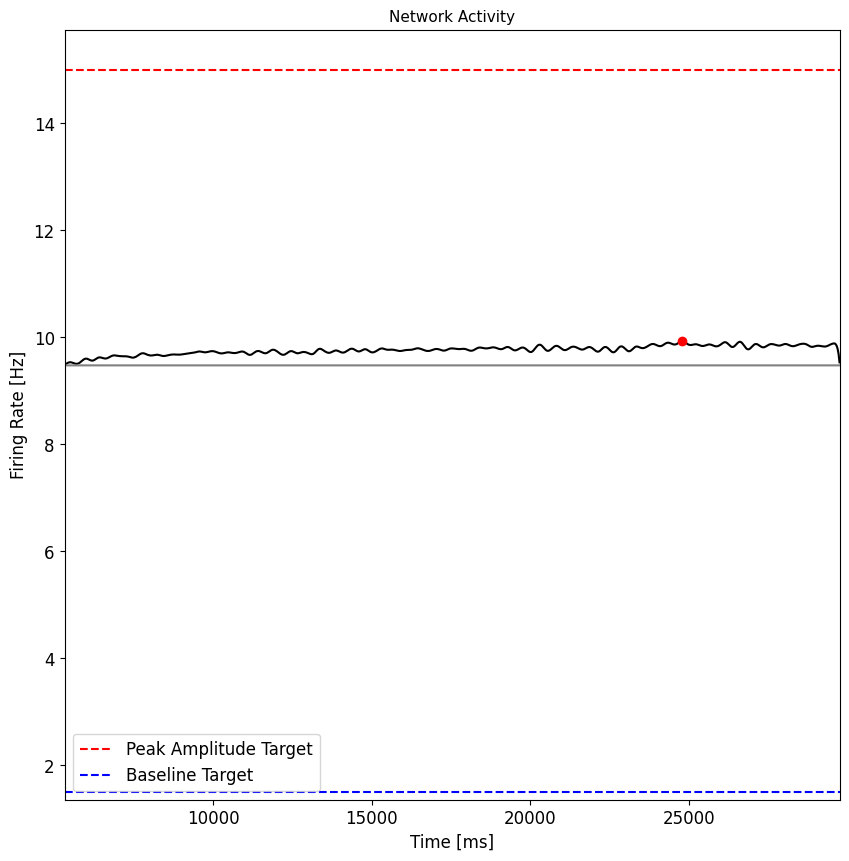 Network Activity
14
12
10
8
6
4
2
Firing Rate [Hz]
Peak Amplitude Target
Baseline Target
10000
15000
20000
25000
Time [ms]